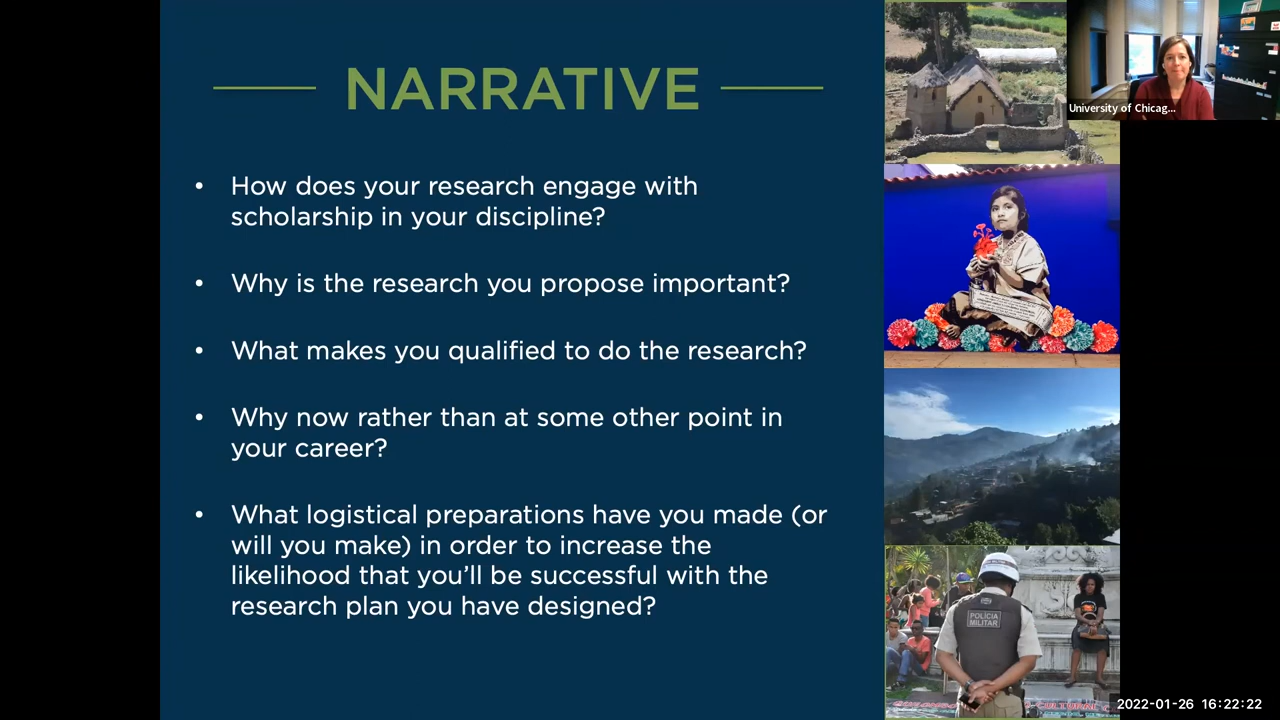 NARRATIVE
• How does your research engage with
scholarship in your discipline?
• Why is the research you propose important?
• What makes you qualified to do the research?
• Why now rather than at some other point in
your career?
• What logistical preparations have you made (or
will you make) in order to increase the
likelihood that you’ll be successful with the
research plan you have designed?
University of Chicag...
POLÍCIA
MILITAR
2022-01-26 16:22:22